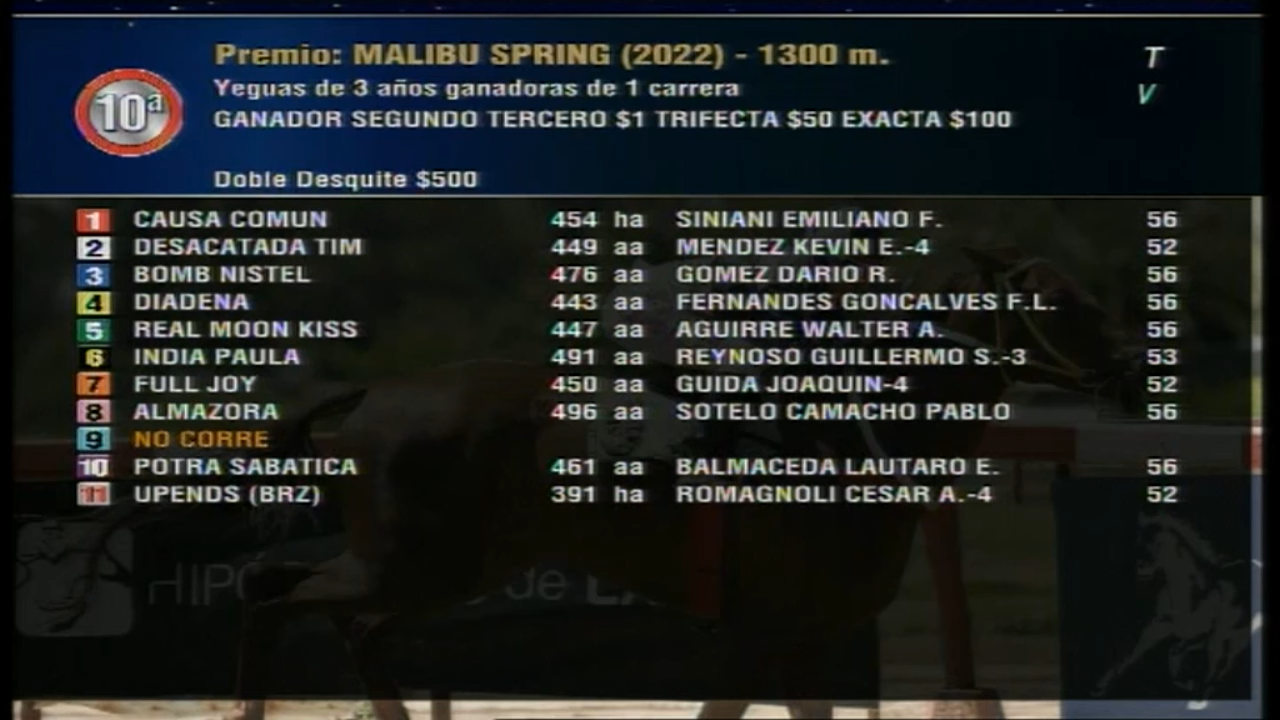 Premio: MALIBU SPRING (2022) - 1300 m. T
10ª Yeguas de 3 años ganadoras de 1 carrera V
GANADOR SEGUNDO TERCERO $1 TRIFECTA $50 EXACTA $100
Doble Desquite $500
1 CAUSA COMUN 454 ha SINIANI EMILIANO F. 56
2 DESACATADA TIM 449 aa MENDEZ KEVIN E.-4 52
3 BOMB NISTEL 476 aa GOMEZ DARIO R. 56
4 DIADENA 443 aa FERNANDES GONCALVES F.L. 56
5 REAL MOON KISS 447 aa AGUIRRE WALTER A. 56
6 INDIA PAULA 491 aa REYNOSO GUILLERMO S.-3 53
7 FULL JOY 450 aa GUIDA JOAQUIN-4 52
8 ALMAZORA 496 aa SOTELO CAMACHO PABLO 56
9 NO CORRE
10 POTRA SABATICA 461 aa BALMACEDA LAUTARO E. 56
11 UPENDS (BRZ) 391 ha ROMAGNOLI CESAR A.-4 52
de